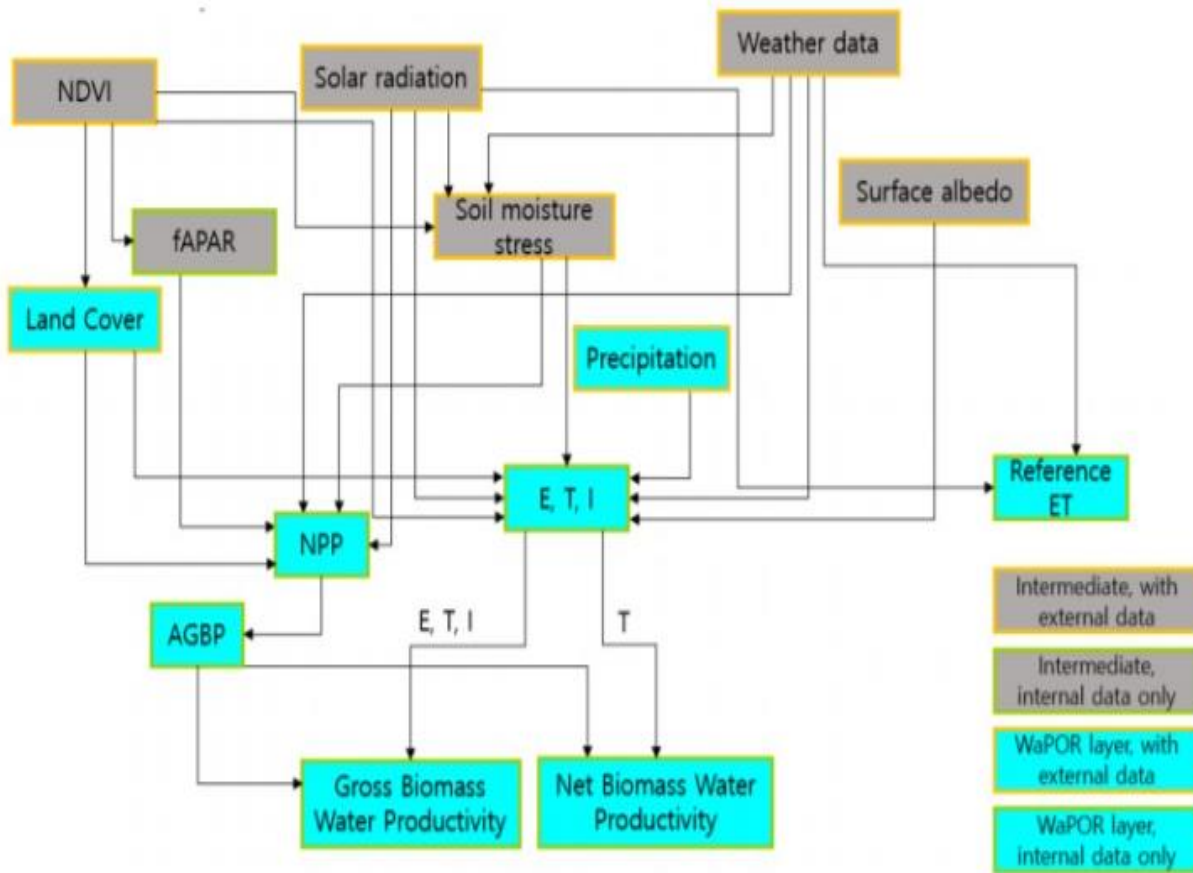 Weather data
Solar radiation
NDVI
Surface albedo
Soil moisture
stress
fAPAR
Land Cover
Precipitation
E, T, I
Reference
ET
NPP
Intermediate, with
external data
E, T, I
T
AGBP
Intermediate,
internal data only
WaPOR layer, with
external data
Gross Biomass
Water Productivity
Net Biomass Water
Productivity
WaPOR layer,
internal data only